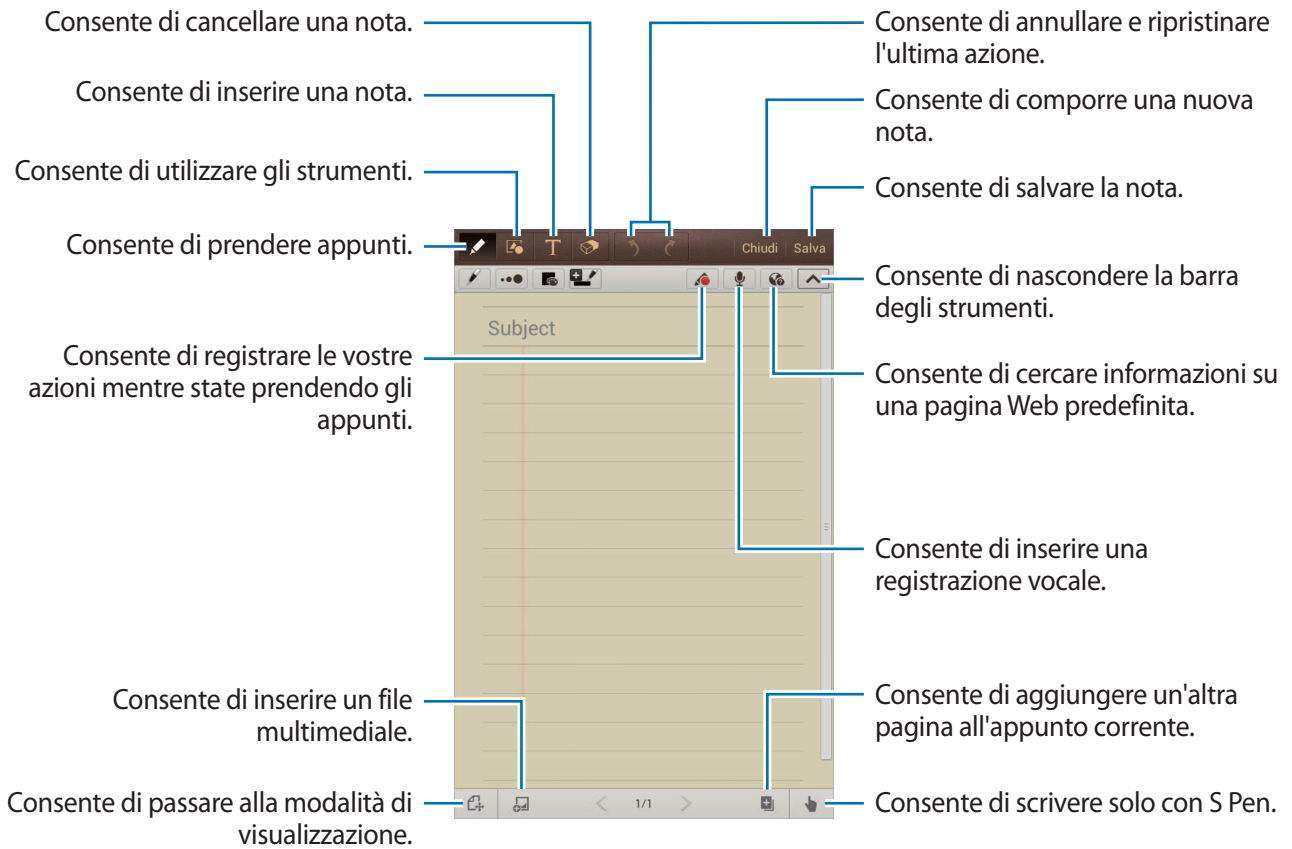 Consente di cancellare una nota.
Consente di inserire una nota.
Consente di utilizzare gli strumenti.
Consente di prendere appunti.
Consente di registrare le vostre
azioni mentre state prendendo gli
appunti.
Consente di inserire un file
multimediale.
Consente di passare alla modalità di
visualizzazione.
T
Chiudi
Salva
Subject
1/1
Consente di annullare e ripristinare
l'ultima azione.
Consente di comporre una nuova
nota.
Consente di salvare la nota.
Consente di nascondere la barra
degli strumenti.
Consente di cercare informazioni su
una pagina Web predefinita.
Consente di inserire una
registrazione vocale.
Consente di aggiungere un'altra
pagina all'appunto corrente.
Consente di scrivere solo con S Pen.